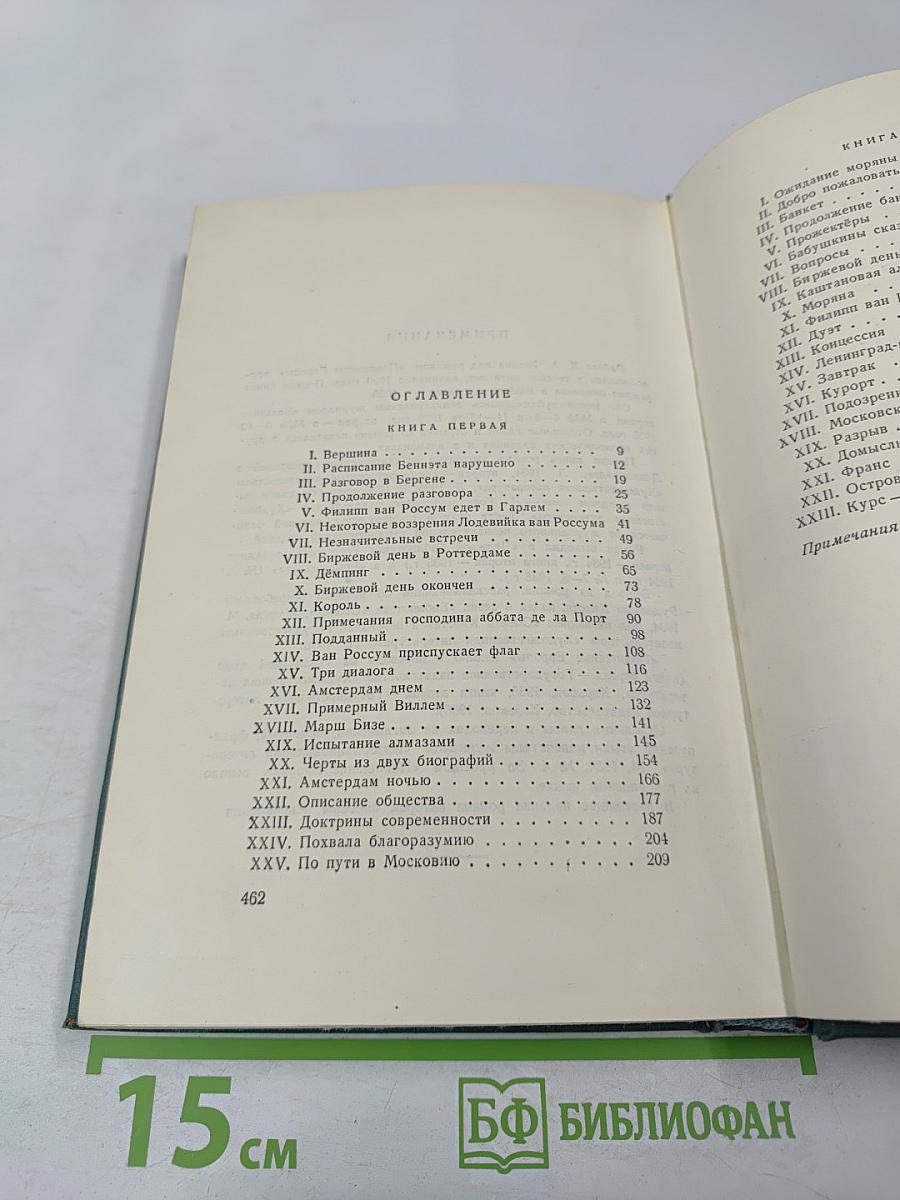 ОГЛАВЛЕНИЕ
КНИГА ПЕРВАЯ
I. Вершина . . . . . . . . . . . . . . . . . 9
II. Расписание Беннэта нарушено . . . . . . 12
III. Разговор в Бергене . . . . . . . . . . . 19
IV. Продолжение разговора . . . . . . . . . 25
V. Филипп ван Россум едет в Гарлем . . . . 35
VI. Некоторые воззрения Лодевийка ван Россума 41
VII. Незначительные встречи . . . . . . . . . 49
VIII. Биржевой день в Роттердаме . . . . . . . 56
IX. Дёмпинг . . . . . . . . . . . . . . . . 65
X. Биржевой день окончен . . . . . . . . . 73
XI. Король . . . . . . . . . . . . . . . . . 78
XII. Примечания господина аббата де ла Порт 90
XIII. Подданный . . . . . . . . . . . . . . . 98
XIV. Ван Россум приспускает флаг . . . . . . 108
XV. Три диалога . . . . . . . . . . . . . . 116
XVI. Амстердам днем . . . . . . . . . . . . 123
XVII. Примерный Виллем . . . . . . . . . . . 132
XVIII. Марш Бизе . . . . . . . . . . . . . . . 141
XIX. Испытание алмазами . . . . . . . . . . 145
XX. Черты из двух биографий . . . . . . . . 154
XXI. Амстердам ночью . . . . . . . . . . . . 166
XXII. Описание общества . . . . . . . . . . . 177
XXIII. Доктрины современности . . . . . . . . 187
XXIV. Похвала благоразумию . . . . . . . . . 204
XXV. По пути в Московию . . . . . . . . . . 209
462
КНИГА
I. Ожидание моряны
II. Добро пожаловать
III. Банкет . . . .
IV. Продолжение бан
V. Прожектёры .
VI. Бабушкины сказ
VII. Вопросы . . .
VIII. Биржевой день
IX. Каштановая ал
X. Моряна . .
XI. Филипп ван
XII. Дуэт . . . .
XIII. Концессия
XIV. Ленинград-
XV. Завтрак .
XVI. Курорт . .
XVII. Подозрени
XVIII. Московск
XIX. Разрыв .
XX. Домысл
XXI. Франс
XXII. Остров
XXIII. Курс —
Примечания
15 см
БФ БИБЛИОФАН